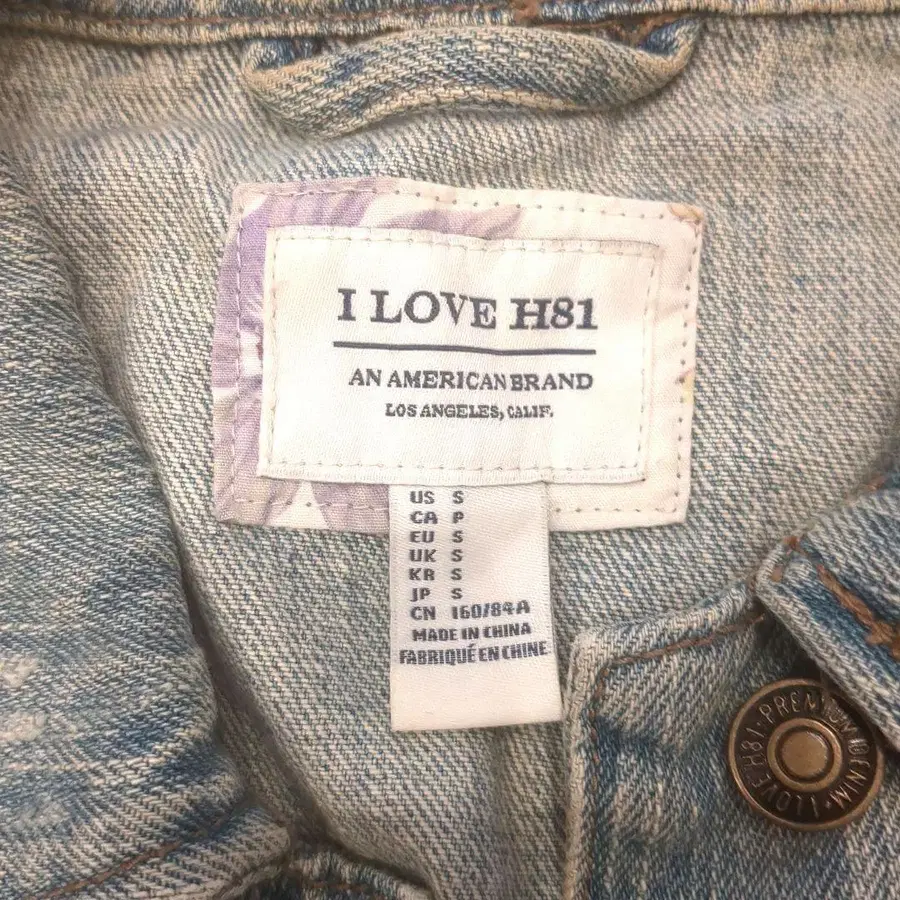 I LOVE H81
AN AMERICAN BRAND
LOS ANGELES, CALIF.
US S
CA P
EU S
UK S
KR S
JP S
CN 160/84A
MADE IN CHINA
FABRIQUÉ EN CHINE
I LOVE H81 · PREMIUM DENIM ·